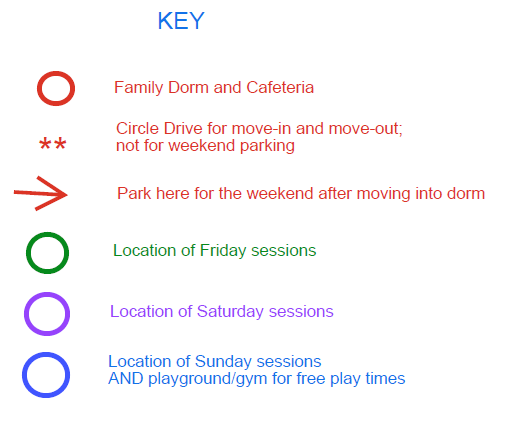 KEY
Family Dorm and Cafeteria
** Circle Drive for move-in and move-out;
not for weekend parking
Park here for the weekend after moving into dorm
Location of Friday sessions
Location of Saturday sessions
Location of Sunday sessions
AND playground/gym for free play times